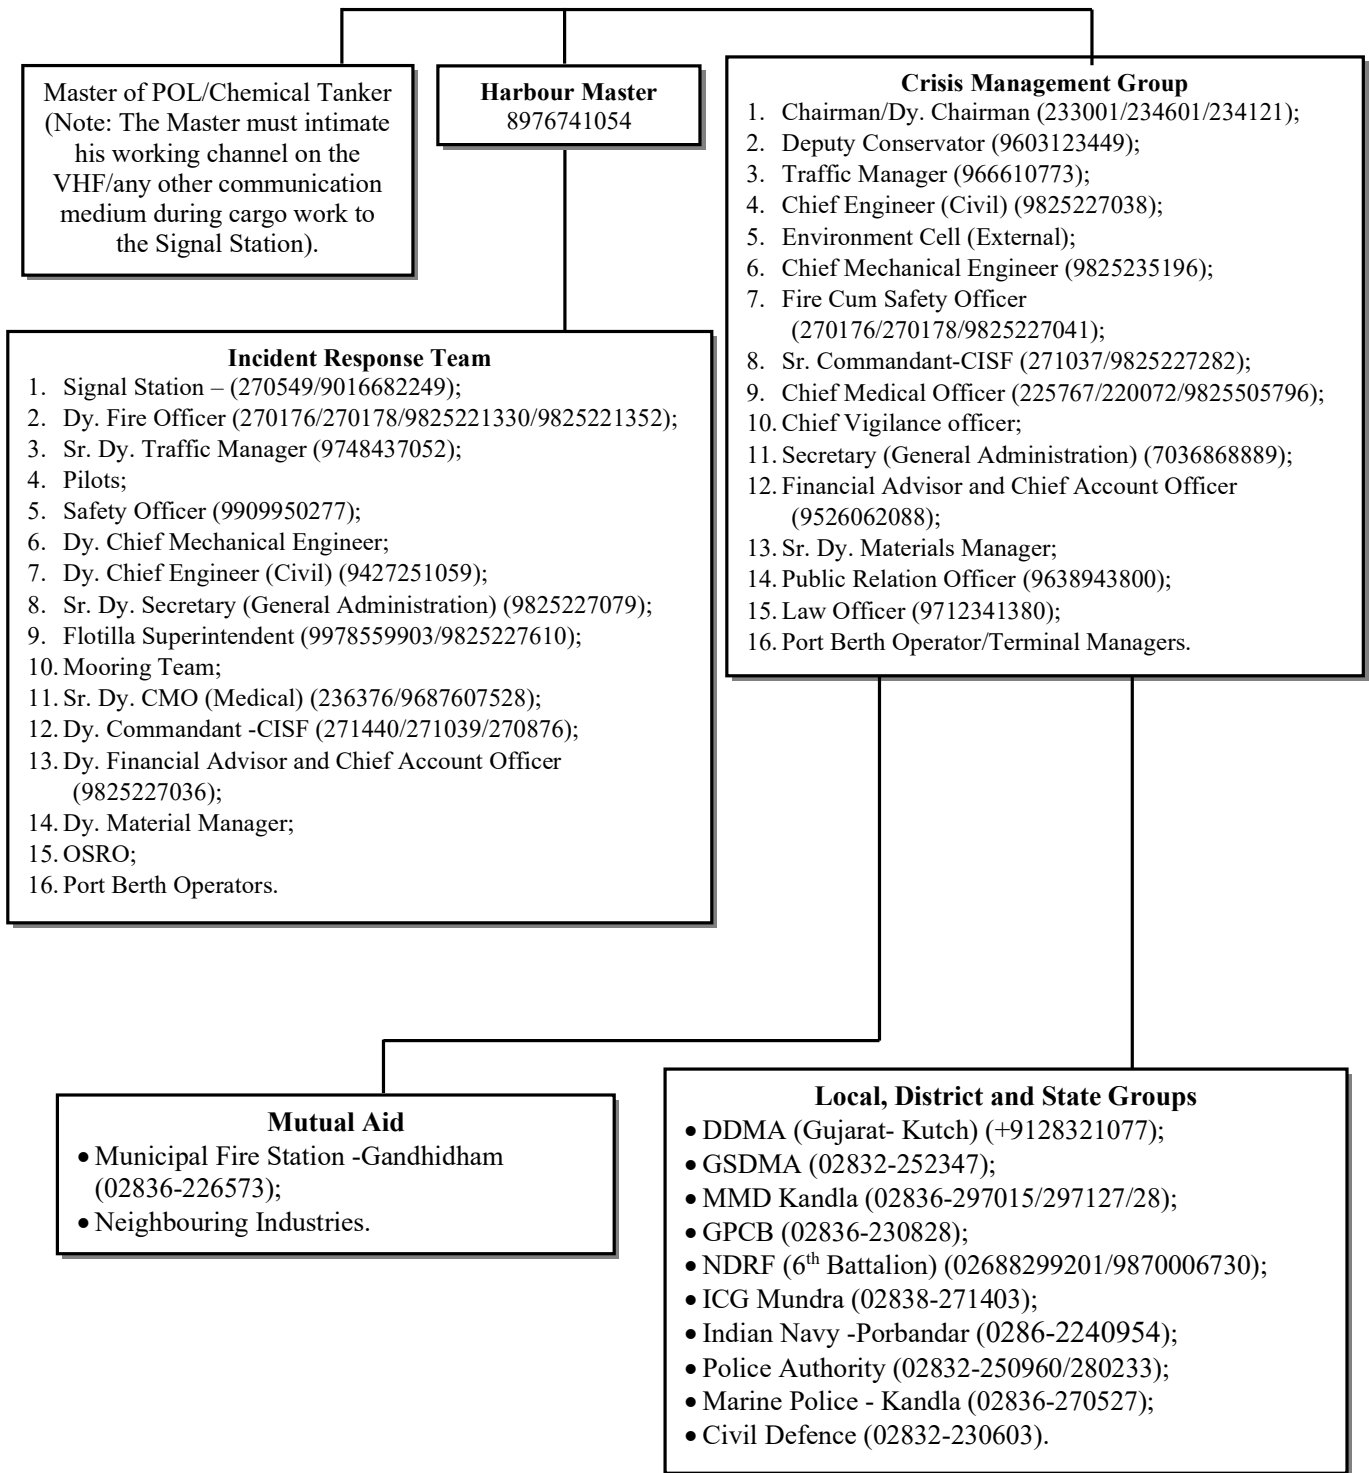 Master of POL/Chemical Tanker
(Note: The Master must intimate
his working channel on the
VHF/any other communication
medium during cargo work to
the Signal Station).
Harbour Master
8976741054
Crisis Management Group
1. Chairman/Dy. Chairman (233001/234601/234121);
2. Deputy Conservator (9603123449);
3. Traffic Manager (966610773);
4. Chief Engineer (Civil) (9825227038);
5. Environment Cell (External);
6. Chief Mechanical Engineer (9825235196);
7. Fire Cum Safety Officer
(270176/270178/9825227041);
8. Sr. Commandant-CISF (271037/9825227282);
9. Chief Medical Officer (225767/220072/9825505796);
10. Chief Vigilance officer;
11. Secretary (General Administration) (7036868889);
12. Financial Advisor and Chief Account Officer
(9526062088);
13. Sr. Dy. Materials Manager;
14. Public Relation Officer (9638943800);
15. Law Officer (9712341380);
16. Port Berth Operator/Terminal Managers.
Incident Response Team
1. Signal Station – (270549/9016682249);
2. Dy. Fire Officer (270176/270178/9825221330/9825221352);
3. Sr. Dy. Traffic Manager (9748437052);
4. Pilots;
5. Safety Officer (9909950277);
6. Dy. Chief Mechanical Engineer;
7. Dy. Chief Engineer (Civil) (9427251059);
8. Sr. Dy. Secretary (General Administration) (9825227079);
9. Flotilla Superintendent (9978559903/9825227610);
10. Mooring Team;
11. Sr. Dy. CMO (Medical) (236376/9687607528);
12. Dy. Commandant -CISF (271440/271039/270876);
13. Dy. Financial Advisor and Chief Account Officer
(9825227036);
14. Dy. Material Manager;
15. OSRO;
16. Port Berth Operators.
Mutual Aid
• Municipal Fire Station -Gandhidham
(02836-226573);
• Neighbouring Industries.
Local, District and State Groups
• DDMA (Gujarat- Kutch) (+9128321077);
• GSDMA (02832-252347);
• MMD Kandla (02836-297015/297127/28);
• GPCB (02836-230828);
• NDRF (6th Battalion) (02688299201/9870006730);
• ICG Mundra (02838-271403);
• Indian Navy -Porbandar (0286-2240954);
• Police Authority (02832-250960/280233);
• Marine Police - Kandla (02836-270527);
• Civil Defence (02832-230603).